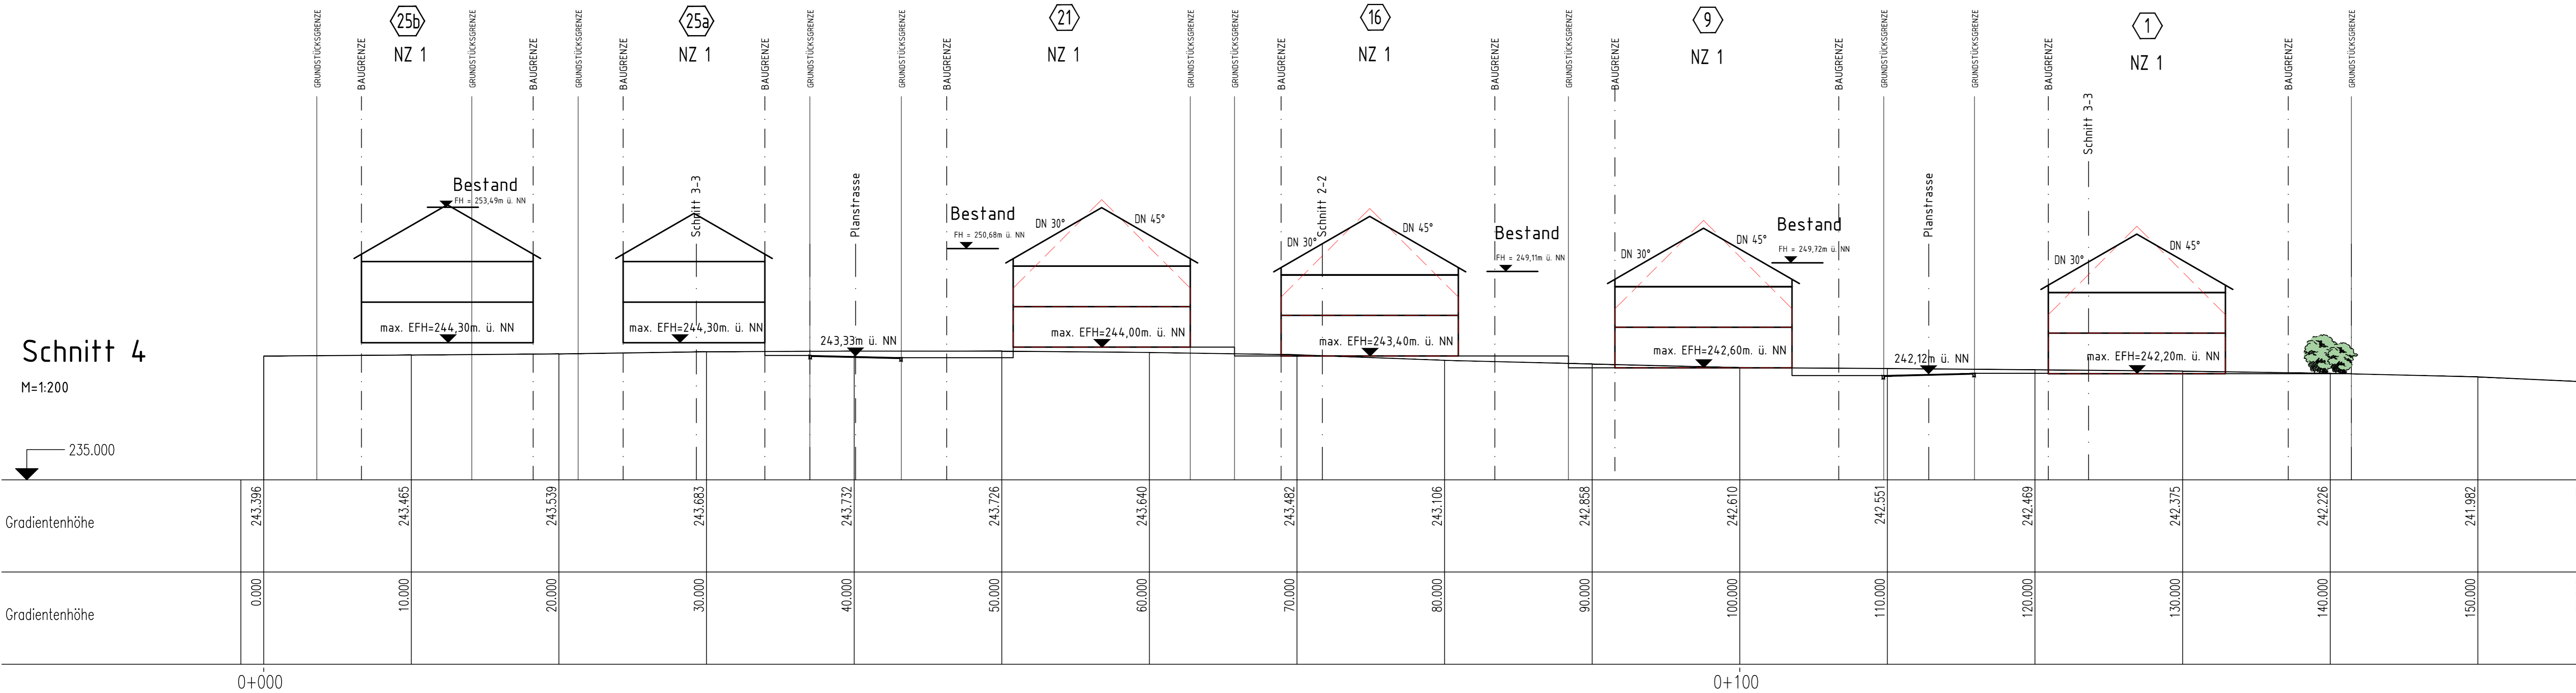 25b
25a
21
16
9
1
NZ 1
NZ 1
NZ 1
NZ 1
NZ 1
NZ 1
GRUNDSTÜCKSGRENZE
BAUGRENZE
GRUNDSTÜCKSGRENZE
BAUGRENZE
GRUNDSTÜCKSGRENZE
BAUGRENZE
BAUGRENZE
GRUNDSTÜCKSGRENZE
GRUNDSTÜCKSGRENZE
BAUGRENZE
GRUNDSTÜCKSGRENZE
GRUNDSTÜCKSGRENZE
BAUGRENZE
BAUGRENZE
GRUNDSTÜCKSGRENZE
BAUGRENZE
BAUGRENZE
GRUNDSTÜCKSGRENZE
GRUNDSTÜCKSGRENZE
BAUGRENZE
BAUGRENZE
GRUNDSTÜCKSGRENZE
Bestand
FH = 253,49m ü. NN
max. EFH=244,30m. ü. NN
Schnitt 3-3
max. EFH=244,30m. ü. NN
Planstrasse
243,33m ü. NN
Bestand
FH = 250,68m ü. NN
DN 30°
DN 45°
max. EFH=244,00m. ü. NN
Schnitt 2-2
DN 30°
DN 45°
max. EFH=243,40m. ü. NN
Bestand
FH = 249,11m ü. NN
DN 30°
DN 45°
max. EFH=242,60m. ü. NN
Bestand
FH = 249,72m ü. NN
Planstrasse
242,12m ü. NN
Schnitt 3-3
DN 30°
DN 45°
max. EFH=242,20m. ü. NN
Schnitt 4
M=1:200
235.000
Gradientenhöhe
243.396
243.465
243.539
243.683
243.732
243.726
243.640
243.482
243.106
242.858
242.610
242.551
242.469
242.375
242.226
241.982
Gradientenhöhe
0.000
10.000
20.000
30.000
40.000
50.000
60.000
70.000
80.000
90.000
100.000
110.000
120.000
130.000
140.000
150.000
0+000
0+100